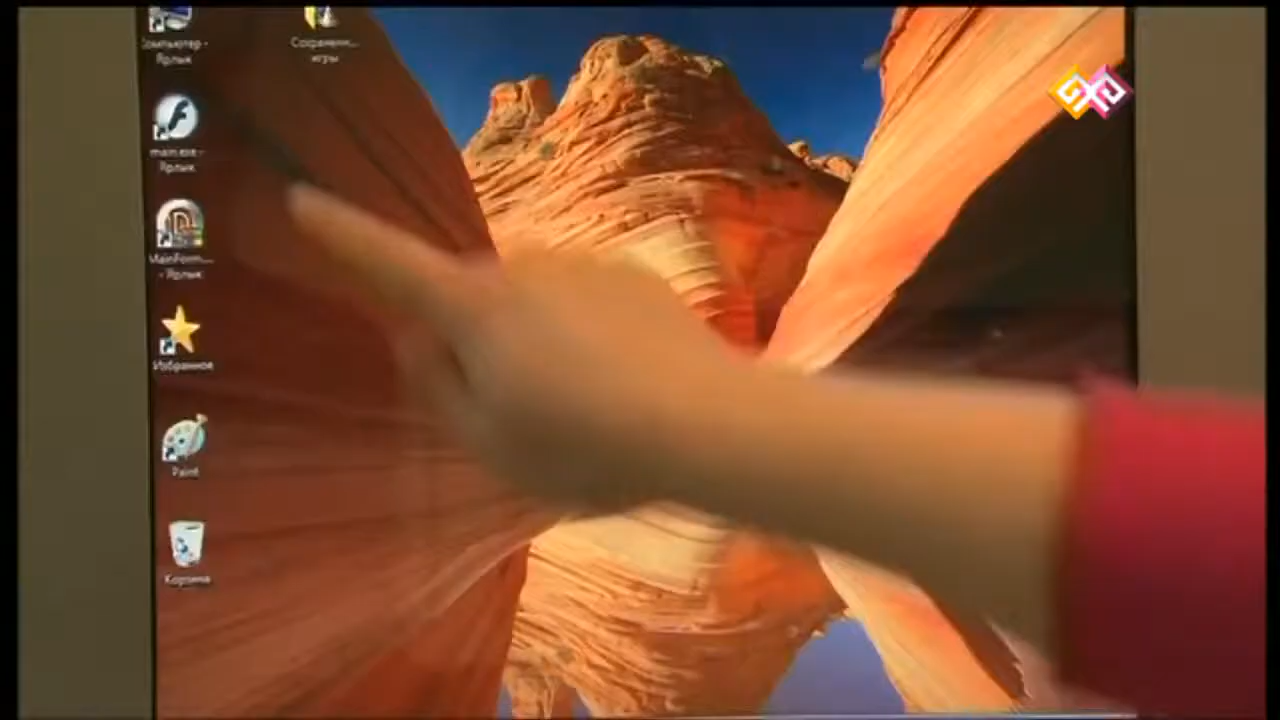 Компьютер -
Ярлык
Сохраненн...
игры
main.exe -
Ярлык
MainForm....
- Ярлык
Избранное
Paint
Корзина